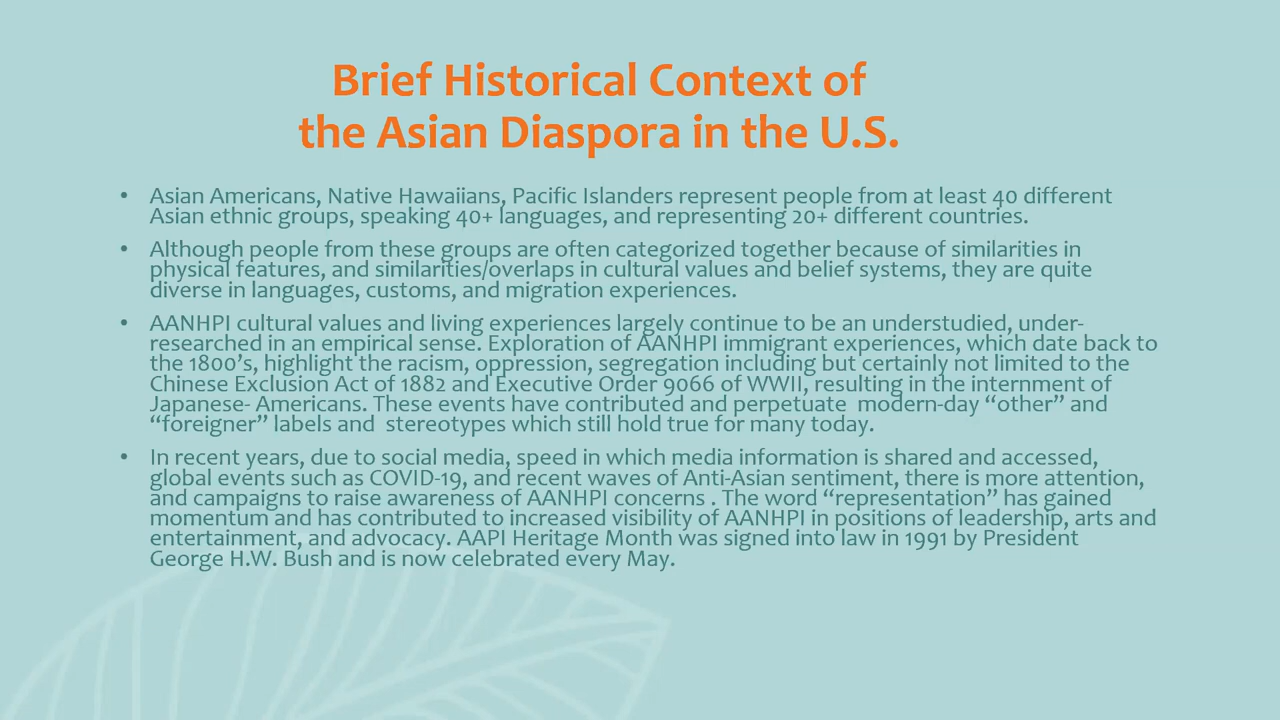 Brief Historical Context of
the Asian Diaspora in the U.S.
• Asian Americans, Native Hawaiians, Pacific Islanders represent people from at least 40 different
Asian ethnic groups, speaking 40+ languages, and representing 20+ different countries.
• Although people from these groups are often categorized together because of similarities in
physical features, and similarities/overlaps in cultural values and belief systems, they are quite
diverse in languages, customs, and migration experiences.
• AANHPI cultural values and living experiences largely continue to be an understudied, under-
researched in an empirical sense. Exploration of AANHPI immigrant experiences, which date back to
the 1800’s, highlight the racism, oppression, segregation including but certainly not limited to the
Chinese Exclusion Act of 1882 and Executive Order 9066 of WWII, resulting in the internment of
Japanese- Americans. These events have contributed and perpetuate  modern-day “other” and
“foreigner” labels and  stereotypes which still hold true for many today.
• In recent years, due to social media, speed in which media information is shared and accessed,
global events such as COVID-19, and recent waves of Anti-Asian sentiment, there is more attention,
and campaigns to raise awareness of AANHPI concerns . The word “representation” has gained
momentum and has contributed to increased visibility of AANHPI in positions of leadership, arts and
entertainment, and advocacy. AAPI Heritage Month was signed into law in 1991 by President
George H.W. Bush and is now celebrated every May.